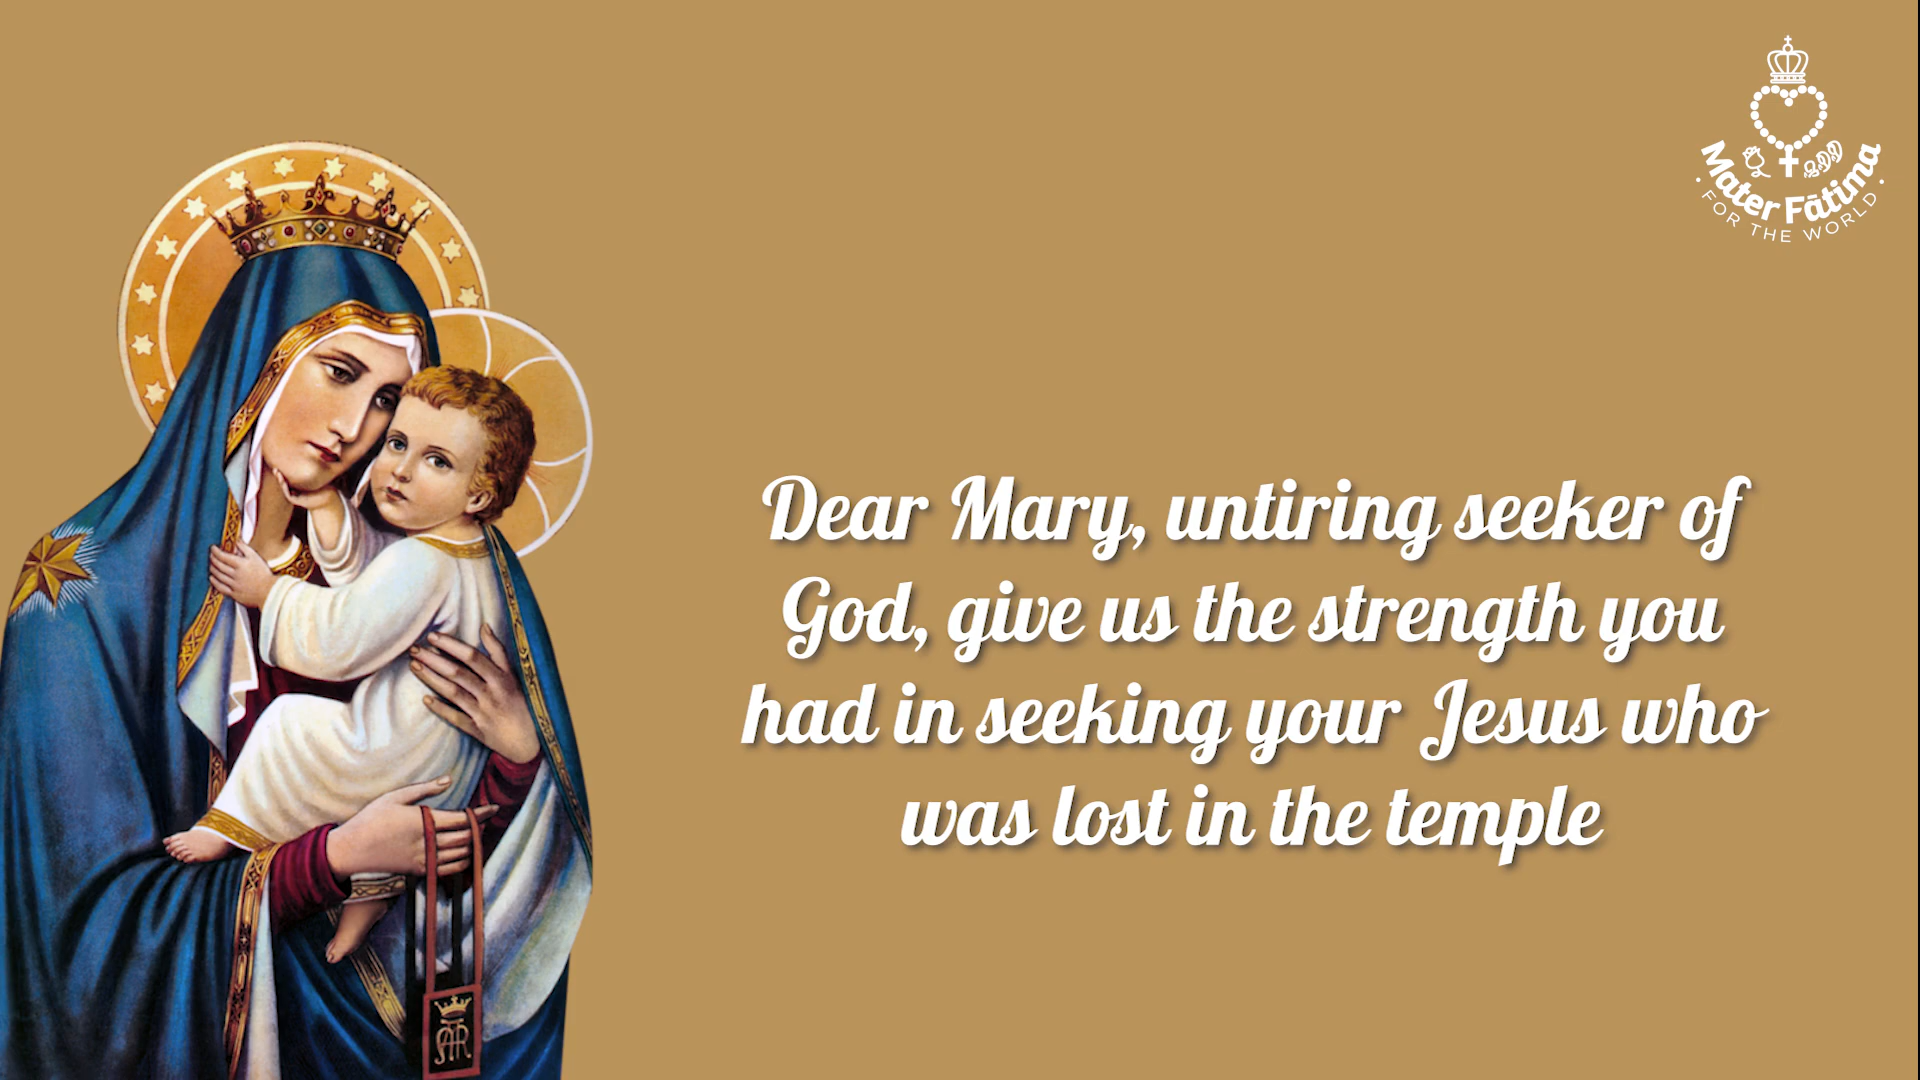 Mater Fátima
• FOR THE WORLD •
Dear Mary, untiring seeker of
God, give us the strength you
had in seeking your Jesus who
was lost in the temple